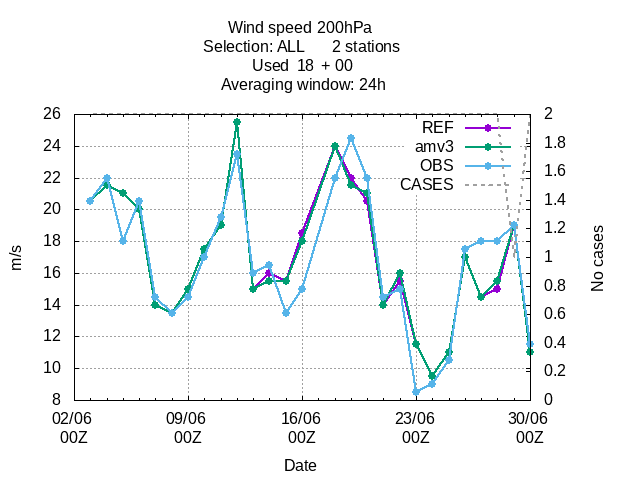 Wind speed 200hPa
Selection: ALL 2 stations
Used 18 + 00
Averaging window: 24h
26
24
22
20
18
16
14
12
10
8
m/s
2
1.8
1.6
1.4
1.2
1
0.8
0.6
0.4
0.2
0
No cases
REF
amv3
OBS
CASES
02/06 09/06 16/06 23/06 30/06
00Z 00Z 00Z 00Z 00Z
Date